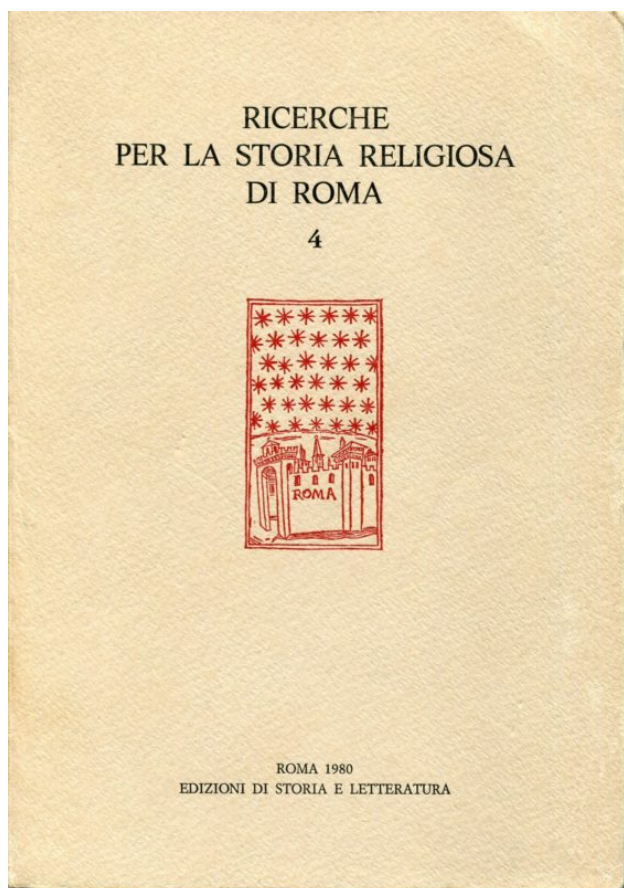 RICERCHE
PER LA STORIA RELIGIOSA
DI ROMA
4
ROMA
ROMA 1980
EDIZIONI DI STORIA E LETTERATURA